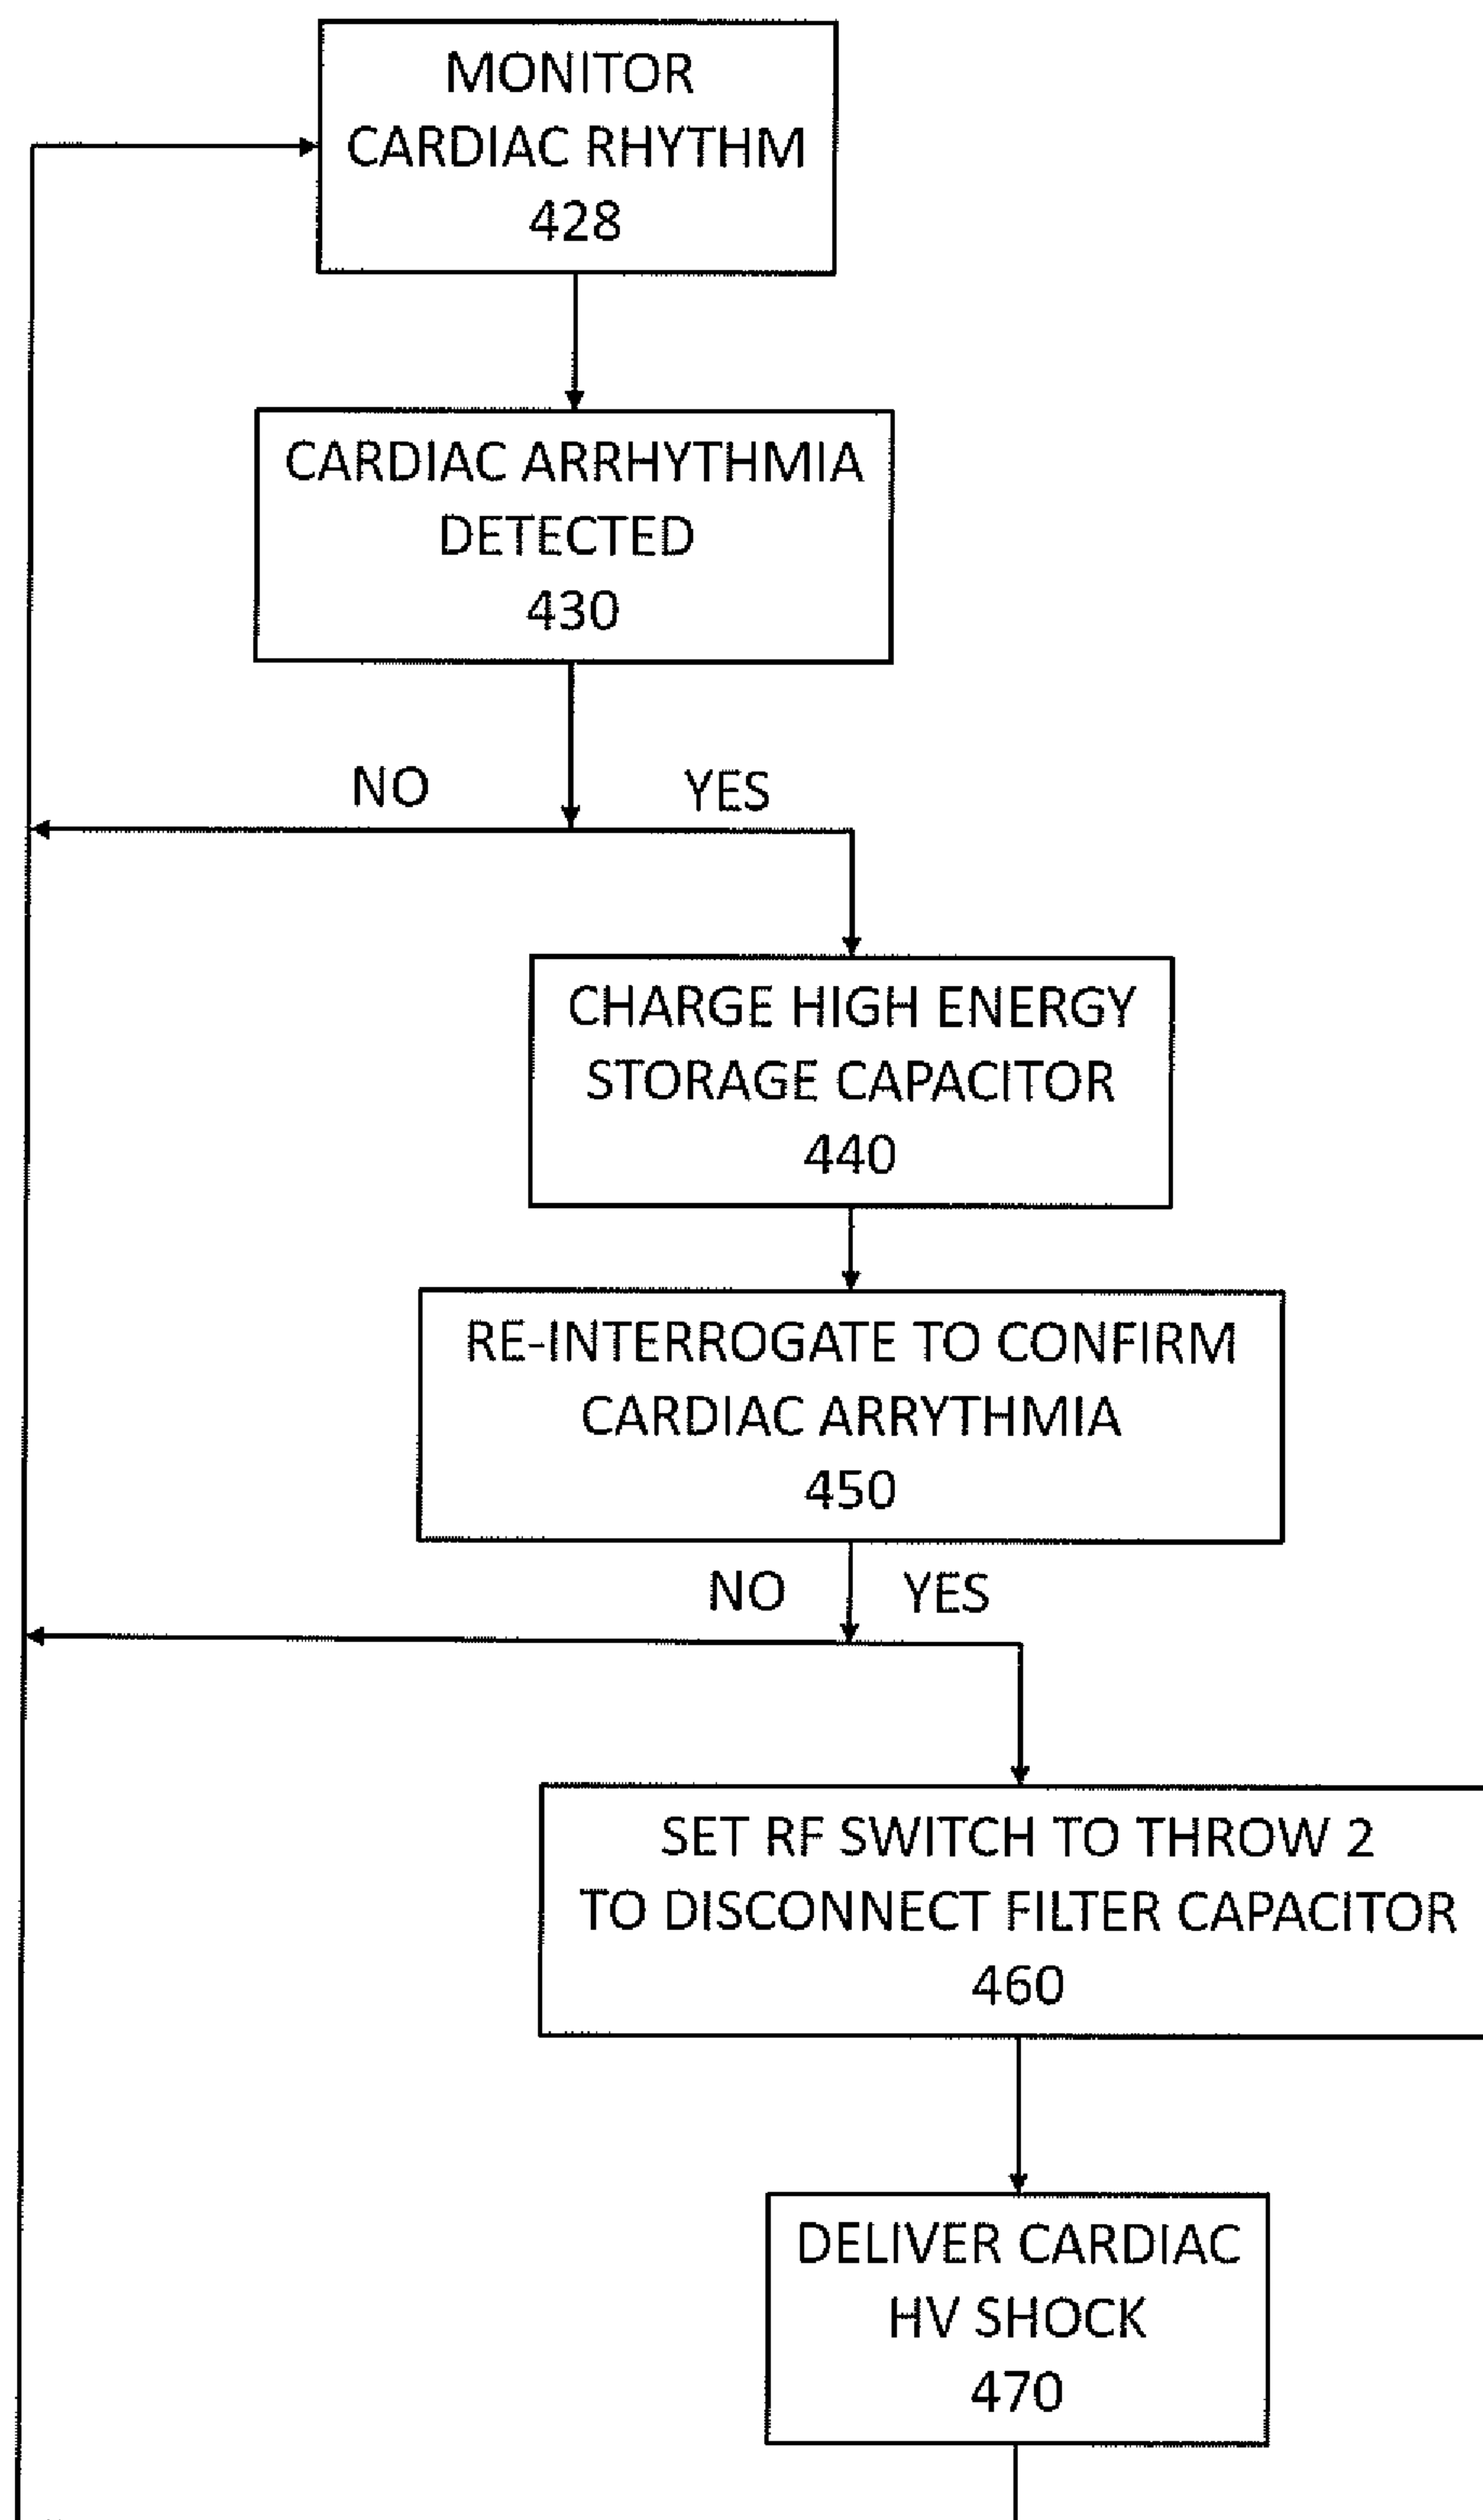 MONITOR
CARDIAC RHYTHM
428
CARDIAC ARRHYTHMIA
DETECTED
430
NO
YES
CHARGE HIGH ENERGY
STORAGE CAPACITOR
440
RE-INTERROGATE TO CONFIRM
CARDIAC ARRYTHMIA
450
NO
YES
SET RF SWITCH TO THROW 2
TO DISCONNECT FILTER CAPACITOR
460
DELIVER CARDIAC
HV SHOCK
470